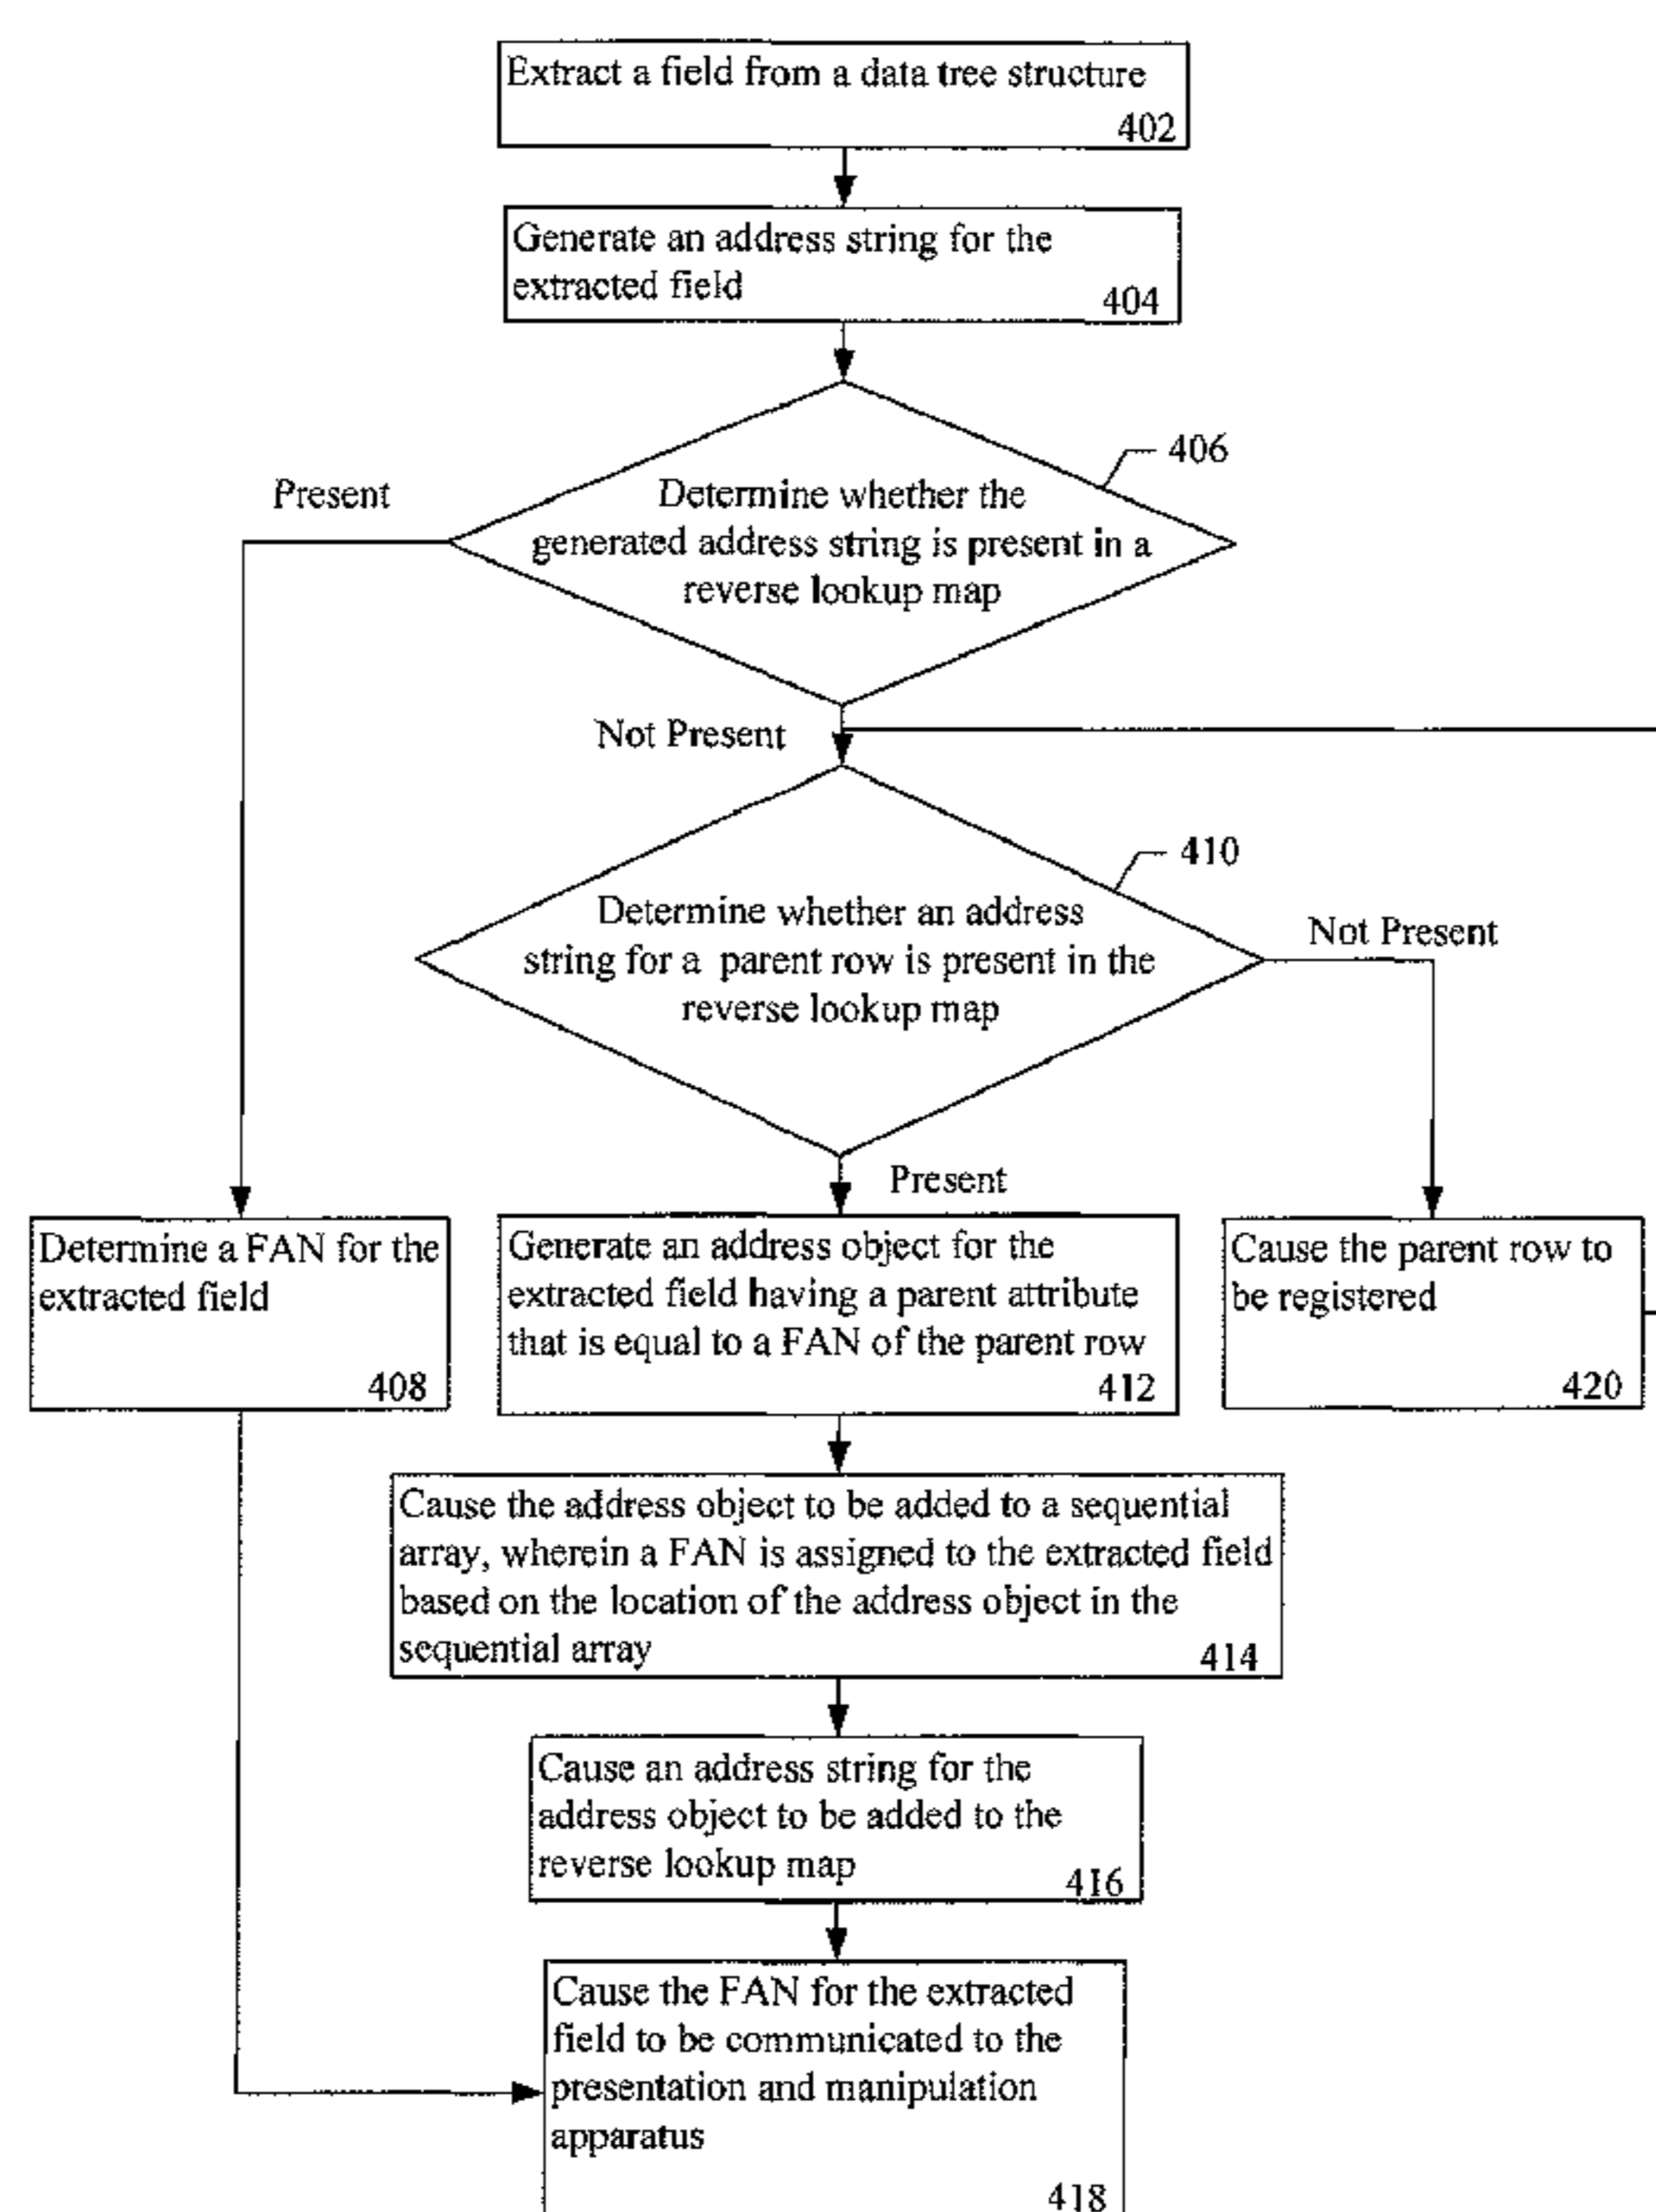 Extract a field from a data tree structure
402
Generate an address string for the
extracted field
404
406
Present
Determine whether the
generated address string is present in a
reverse lookup map
Not Present
410
Determine whether an address
string for a parent row is present in the
reverse lookup map
Not Present
Present
Determine a FAN for the
extracted field
408
Generate an address object for the
extracted field having a parent attribute
that is equal to a FAN of the parent row
412
Cause the parent row to
be registered
420
Cause the address object to be added to a sequential
array, wherein a FAN is assigned to the extracted field
based on the location of the address object in the
sequential array
414
Cause an address string for the
address object to be added to the
reverse lookup map
416
Cause the FAN for the extracted
field to be communicated to the
presentation and manipulation
apparatus
418